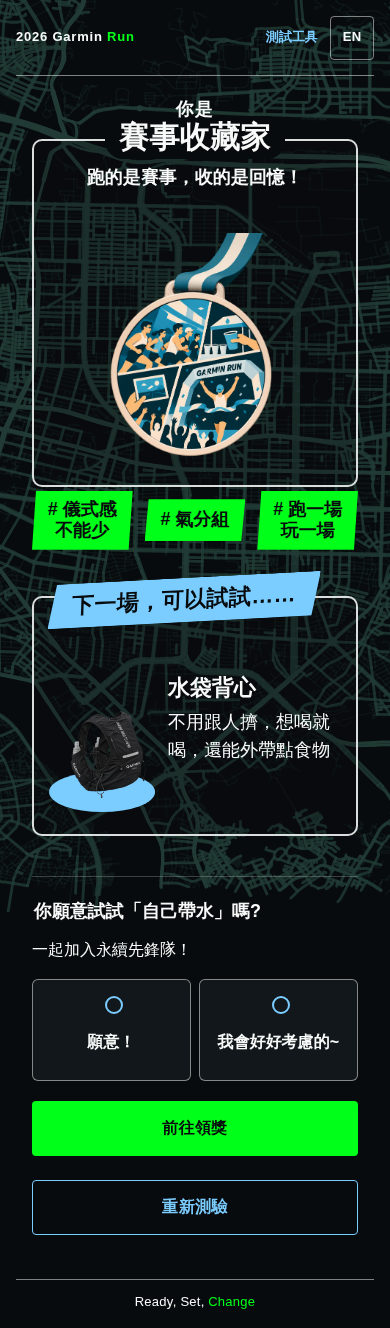 2026 Garmin Run
測試工具
EN
你是
賽事收藏家
跑的是賽事，收的是回憶！
GARMIN RUN
# 儀式感
不能少
# 氣分組
# 跑一場
玩一場
下一場，可以試試……
水袋背心
不用跟人擠，想喝就
喝，還能外帶點食物
你願意試試「自己帶水」嗎?
一起加入永續先鋒隊！
願意！
我會好好考慮的~
前往領獎
重新測驗
Ready, Set, Change